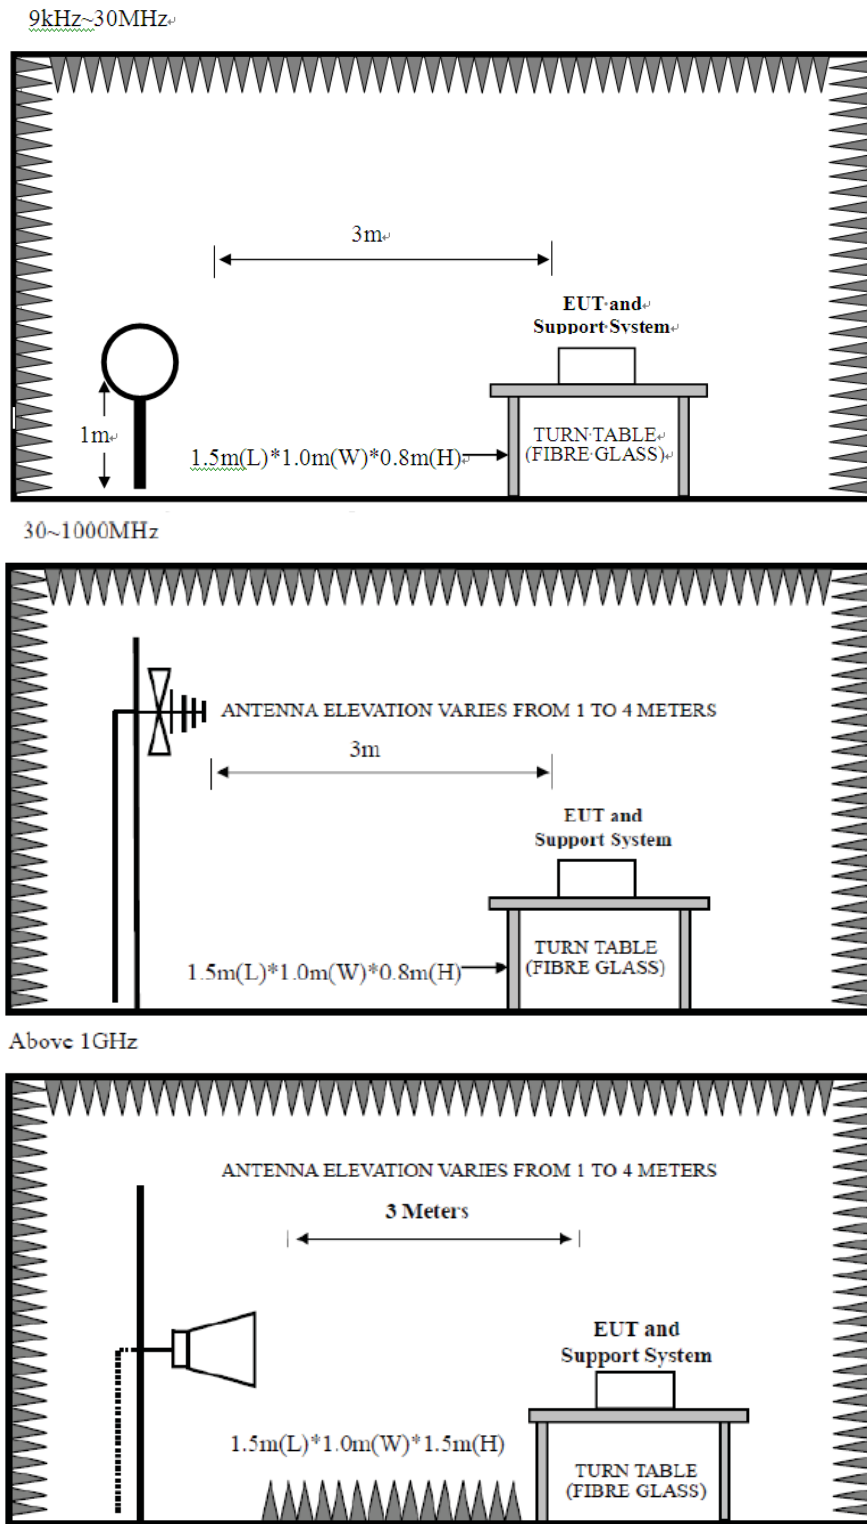 9kHz~30MHz
3m
EUT and
Support System
1m
1.5m(L)*1.0m(W)*0.8m(H)
TURN TABLE
(FIBRE GLASS)
30~1000MHz
ANTENNA ELEVATION VARIES FROM 1 TO 4 METERS
3m
EUT and
Support System
TURN TABLE
(FIBRE GLASS)
1.5m(L)*1.0m(W)*0.8m(H)
Above 1GHz
ANTENNA ELEVATION VARIES FROM 1 TO 4 METERS
3 Meters
EUT and
Support System
1.5m(L)*1.0m(W)*1.5m(H)
TURN TABLE
(FIBRE GLASS)